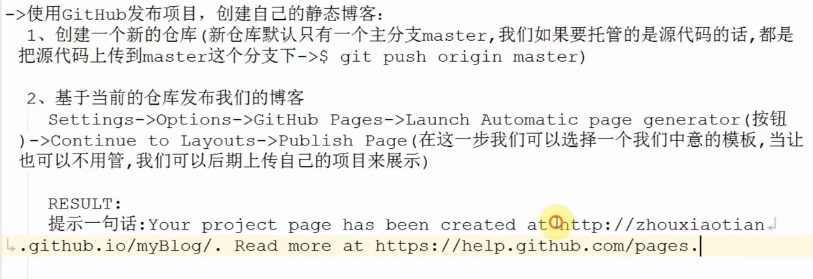 ->使用GitHub发布项目，创建自己的静态博客：
1、创建一个新的仓库(新仓库默认只有一个主分支master,我们如果要托管的是源代码的话,都是
把源代码上传到master这个分支下->$ git push origin master)
2、基于当前的仓库发布我们的博客
Settings->Options->GitHub Pages->Launch Automatic page generator(按钮
)->Continue to Layouts->Publish Page(在这一步我们可以选择一个我们中意的模板,当让
也可以不用管,我们可以后期上传自己的项目来展示)
RESULT:
提示一句话:Your project page has been created at http://zhouxiaotian
.github.io/myBlog/. Read more at https://help.github.com/pages.